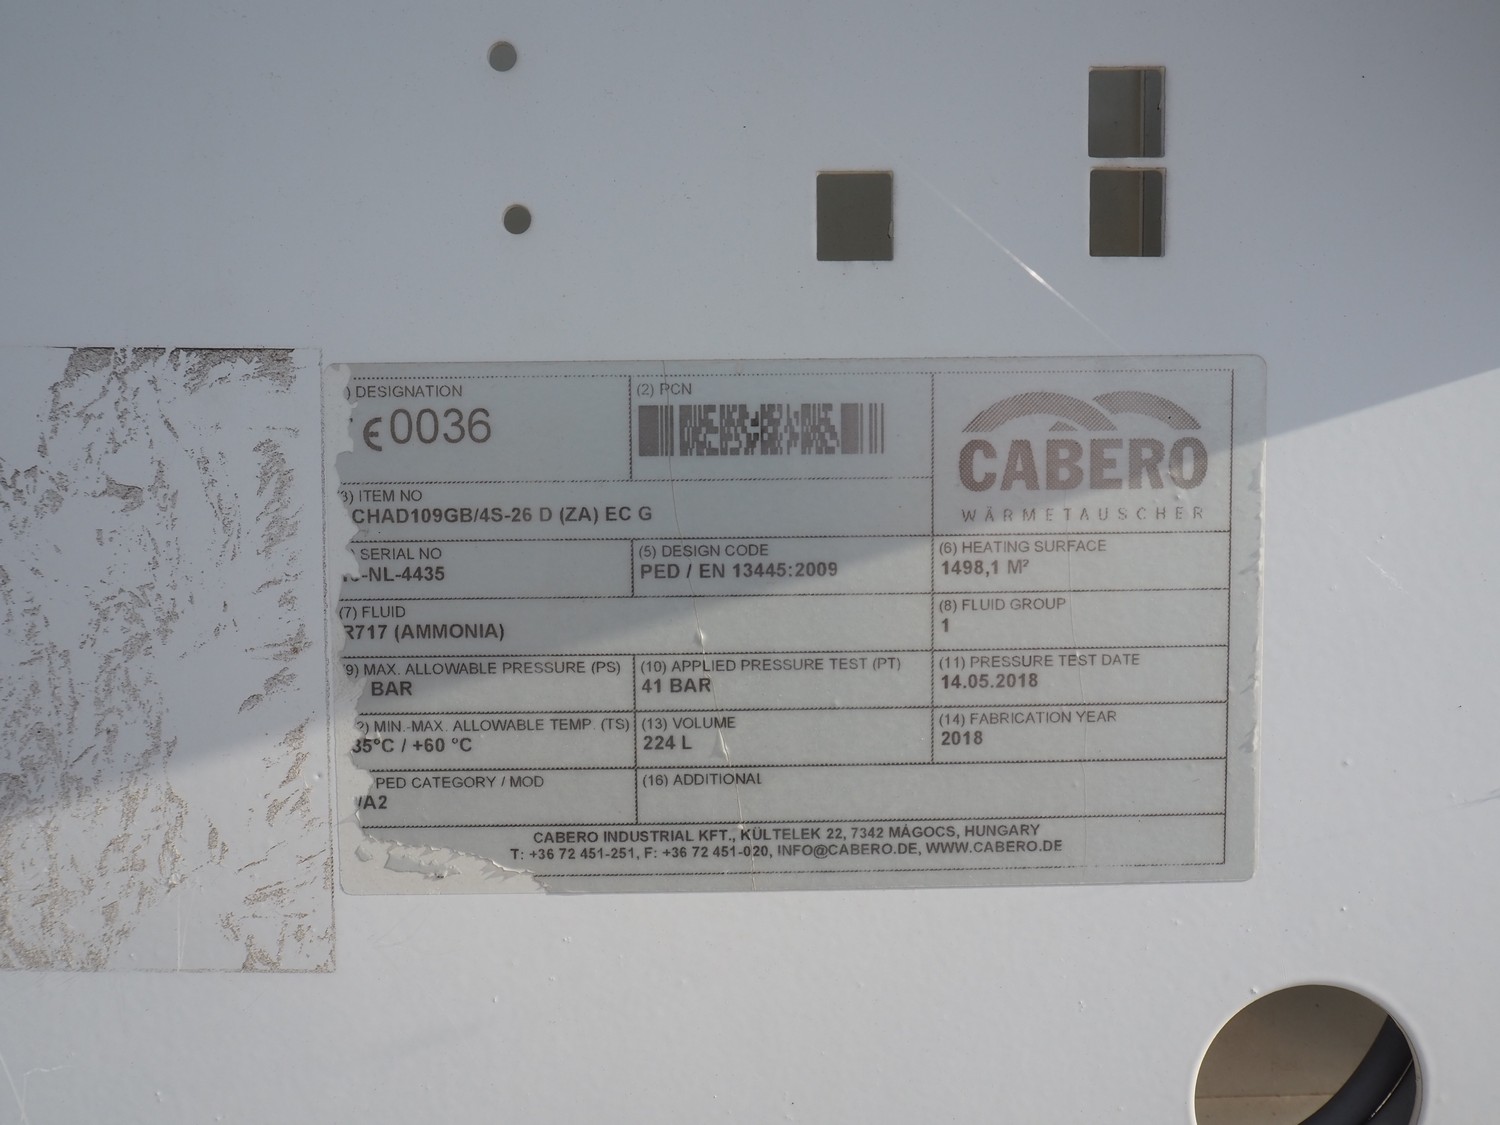 ) DESIGNATION
CE 0036
(2) PCN
CABERO
WÄRMETAUSCHER
3) ITEM NO
CHAD109GB/4S-26 D (ZA) EC G
) SERIAL NO
-NL-4435
(5) DESIGN CODE
PED / EN 13445:2009
(6) HEATING SURFACE
1498,1 M²
(7) FLUID
R717 (AMMONIA)
(8) FLUID GROUP
1
9) MAX. ALLOWABLE PRESSURE (PS)
BAR
(10) APPLIED PRESSURE TEST (PT)
41 BAR
(11) PRESSURE TEST DATE
14.05.2018
2) MIN.-MAX. ALLOWABLE TEMP. (TS)
35°C / +60 °C
(13) VOLUME
224 L
(14) FABRICATION YEAR
2018
PED CATEGORY / MOD
/A2
(16) ADDITIONAL
CABERO INDUSTRIAL KFT., KÜLTELEK 22, 7342 MÁGOCS, HUNGARY
T: +36 72 451-251, F: +36 72 451-020, INFO@CABERO.DE, WWW.CABERO.DE